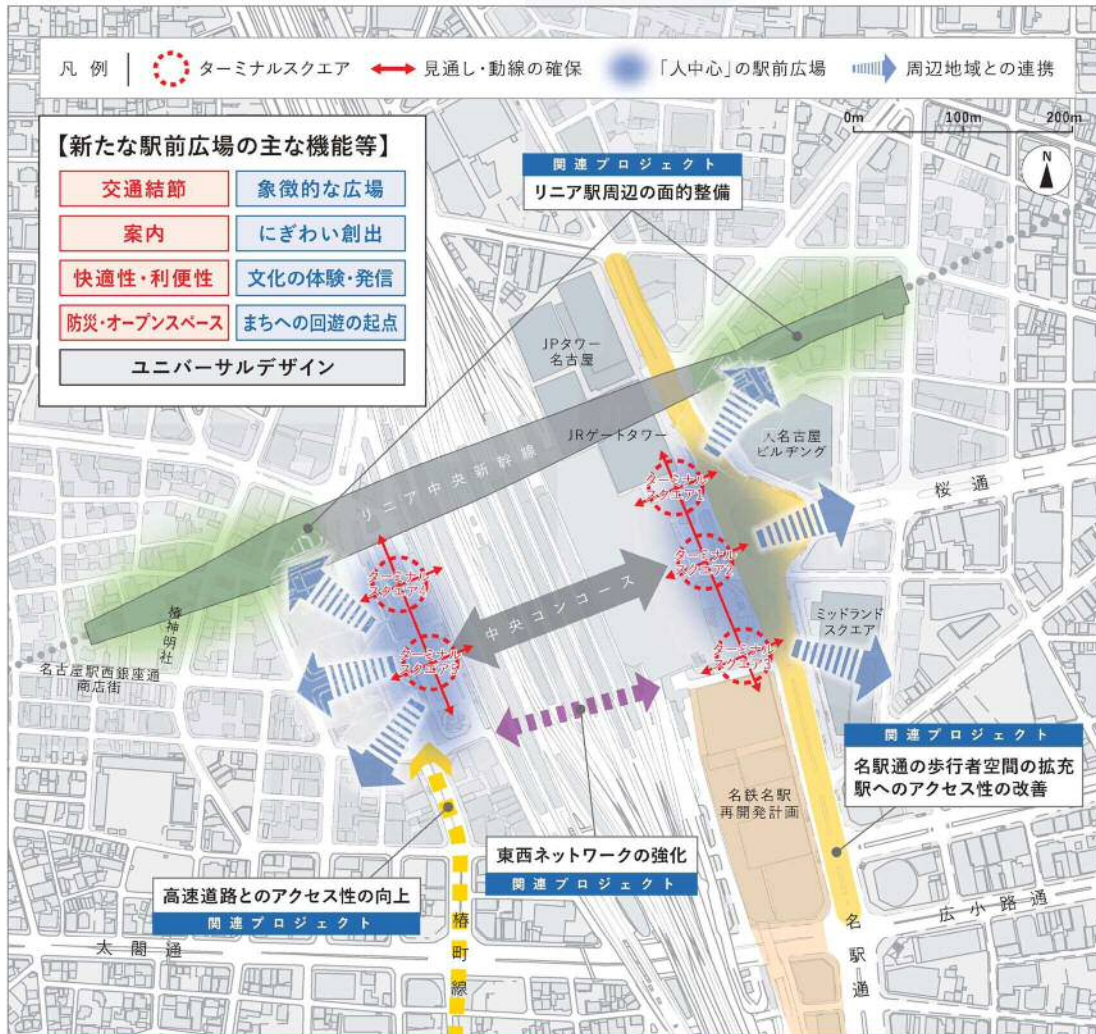 凡例
ターミナルスクエア
見通し・動線の確保
「人中心」の駅前広場
周辺地域との連携
0m 100m 200m
N
【新たな駅前広場の主な機能等】
交通結節
象徴的な広場
案内
にぎわい創出
快適性・利便性
文化の体験・発信
防災・オープンスペース
まちへの回遊の起点
ユニバーサルデザイン
関連プロジェクト
リニア駅周辺の面的整備
JPタワー
名古屋
JRゲートタワー
大名古屋
ビルヂング
リニア中央新幹線
桜通
ターミナル
スクエア1
ターミナル
スクエア2
ターミナル
スクエア3
ターミナル
スクエア4
ターミナル
スクエア5
中央コンコース
ミッドランド
スクエア
椿神明社
名古屋駅西銀座通
商店街
関連プロジェクト
名駅通の歩行者空間の拡充
駅へのアクセス性の改善
名鉄名駅
再開発計画
東西ネットワークの強化
関連プロジェクト
高速道路とのアクセス性の向上
関連プロジェクト
太閤通
椿町線
名駅通
広小路通